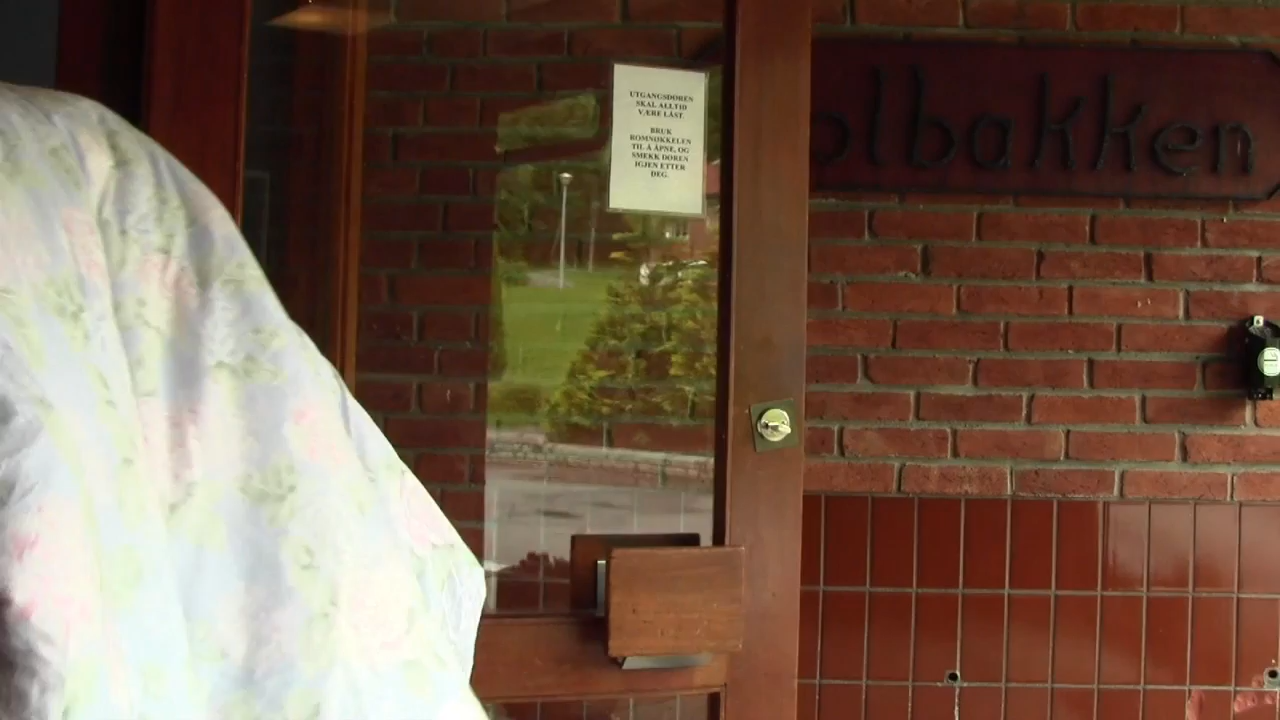 UTGANGSDØREN
SKAL ALLTID
VÆRE LÅST.
BRUK
ROMNØKKELEN
TIL Å ÅPNE, OG
SMEKK DØREN
IGJEN ETTER
DEG.
olbakken